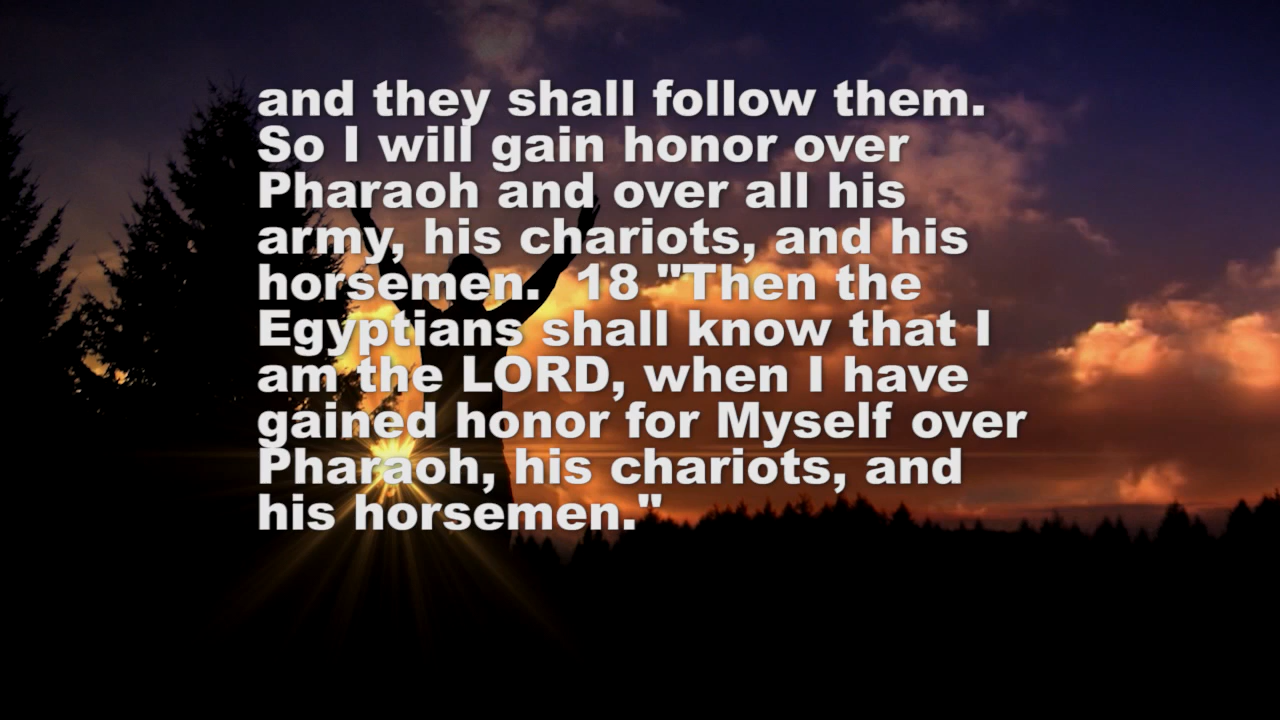 and they shall follow them.
So I will gain honor over
Pharaoh and over all his
army, his chariots, and his
horsemen.  18 "Then the
Egyptians shall know that I
am the LORD, when I have
gained honor for Myself over
Pharaoh, his chariots, and
his horsemen."